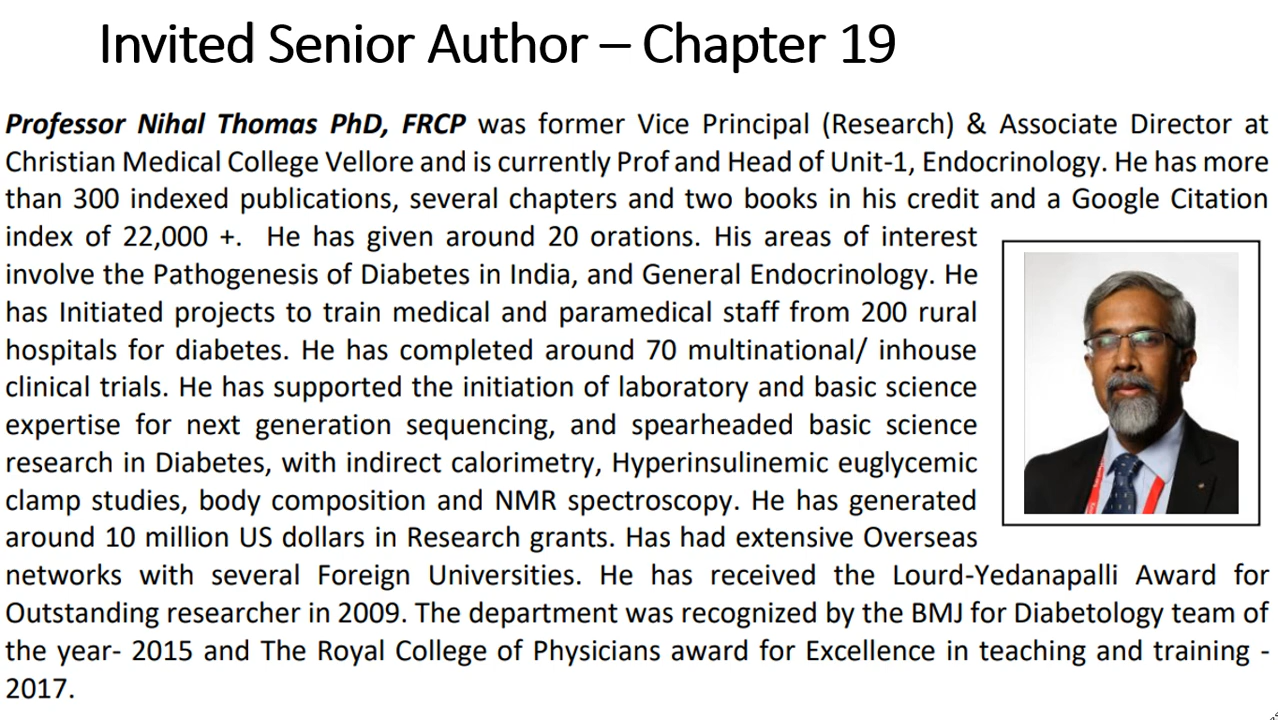 Invited Senior Author – Chapter 19
Professor Nihal Thomas PhD, FRCP was former Vice Principal (Research) & Associate Director at
Christian Medical College Vellore and is currently Prof and Head of Unit-1, Endocrinology. He has more
than 300 indexed publications, several chapters and two books in his credit and a Google Citation
index of 22,000 +. He has given around 20 orations. His areas of interest
involve the Pathogenesis of Diabetes in India, and General Endocrinology. He
has Initiated projects to train medical and paramedical staff from 200 rural
hospitals for diabetes. He has completed around 70 multinational/ inhouse
clinical trials. He has supported the initiation of laboratory and basic science
expertise for next generation sequencing, and spearheaded basic science
research in Diabetes, with indirect calorimetry, Hyperinsulinemic euglycemic
clamp studies, body composition and NMR spectroscopy. He has generated
around 10 million US dollars in Research grants. Has had extensive Overseas
networks with several Foreign Universities. He has received the Lourd-Yedanapalli Award for
Outstanding researcher in 2009. The department was recognized by the BMJ for Diabetology team of
the year- 2015 and The Royal College of Physicians award for Excellence in teaching and training -
2017.